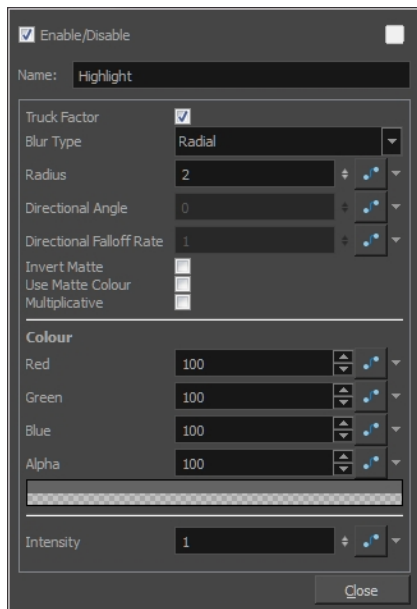 Enable/Disable
Name: Highlight
Truck Factor
Blur Type Radial
Radius 2
Directional Angle 0
Directional Falloff Rate 1
Invert Matte
Use Matte Colour
Multiplicative
Colour
Red 100
Green 100
Blue 100
Alpha 100
Intensity 1
Close